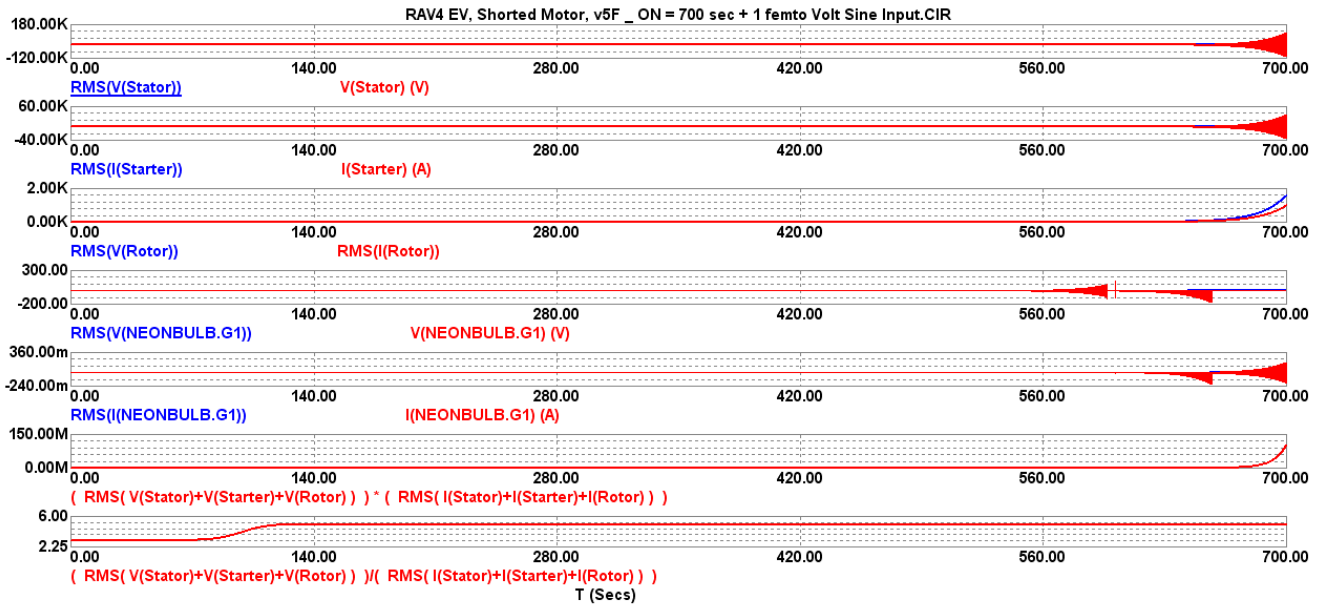 RAV4 EV, Shorted Motor, v5F _ ON = 700 sec + 1 femto Volt Sine Input.CIR
180.00K
-120.00K
0.00 140.00 280.00 420.00 560.00 700.00
RMS(V(Stator)) V(Stator) (V)
60.00K
-40.00K
0.00 140.00 280.00 420.00 560.00 700.00
RMS(I(Starter)) I(Starter) (A)
2.00K
0.00K
0.00 140.00 280.00 420.00 560.00 700.00
RMS(V(Rotor)) RMS(I(Rotor))
300.00
-200.00
0.00 140.00 280.00 420.00 560.00 700.00
RMS(V(NEONBULB.G1)) V(NEONBULB.G1) (V)
360.00m
-240.00m
0.00 140.00 280.00 420.00 560.00 700.00
RMS(I(NEONBULB.G1)) I(NEONBULB.G1) (A)
150.00M
0.00M
0.00 140.00 280.00 420.00 560.00 700.00
( RMS( V(Stator)+V(Starter)+V(Rotor) ) ) * ( RMS( I(Stator)+I(Starter)+I(Rotor) ) )
6.00
2.25
0.00 140.00 280.00 420.00 560.00 700.00
( RMS( V(Stator)+V(Starter)+V(Rotor) ) )/( RMS( I(Stator)+I(Starter)+I(Rotor) ) )
T (Secs)